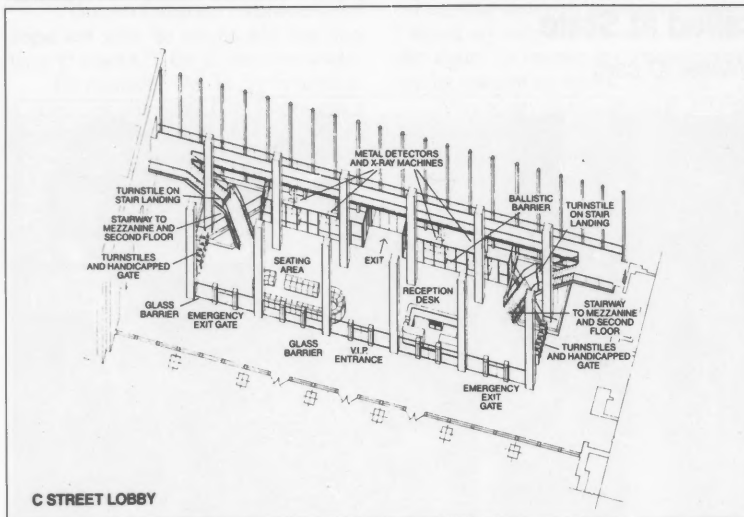 METAL DETECTORS
AND X-RAY MACHINES
TURNSTILE ON
STAIR LANDING
STAIRWAY TO
MEZZANINE AND
SECOND FLOOR
TURNSTILES
AND HANDICAPPED
GATE
GLASS
BARRIER
EMERGENCY
EXIT GATE
SEATING
AREA
GLASS
BARRIER
V.I.P.
ENTRANCE
EXIT
RECEPTION
DESK
BALLISTIC
BARRIER
TURNSTILE
ON STAIR
LANDING
STAIRWAY
TO MEZZANINE
AND SECOND
FLOOR
TURNSTILES
AND HANDICAPPED
GATE
EMERGENCY
EXIT
GATE
C STREET LOBBY